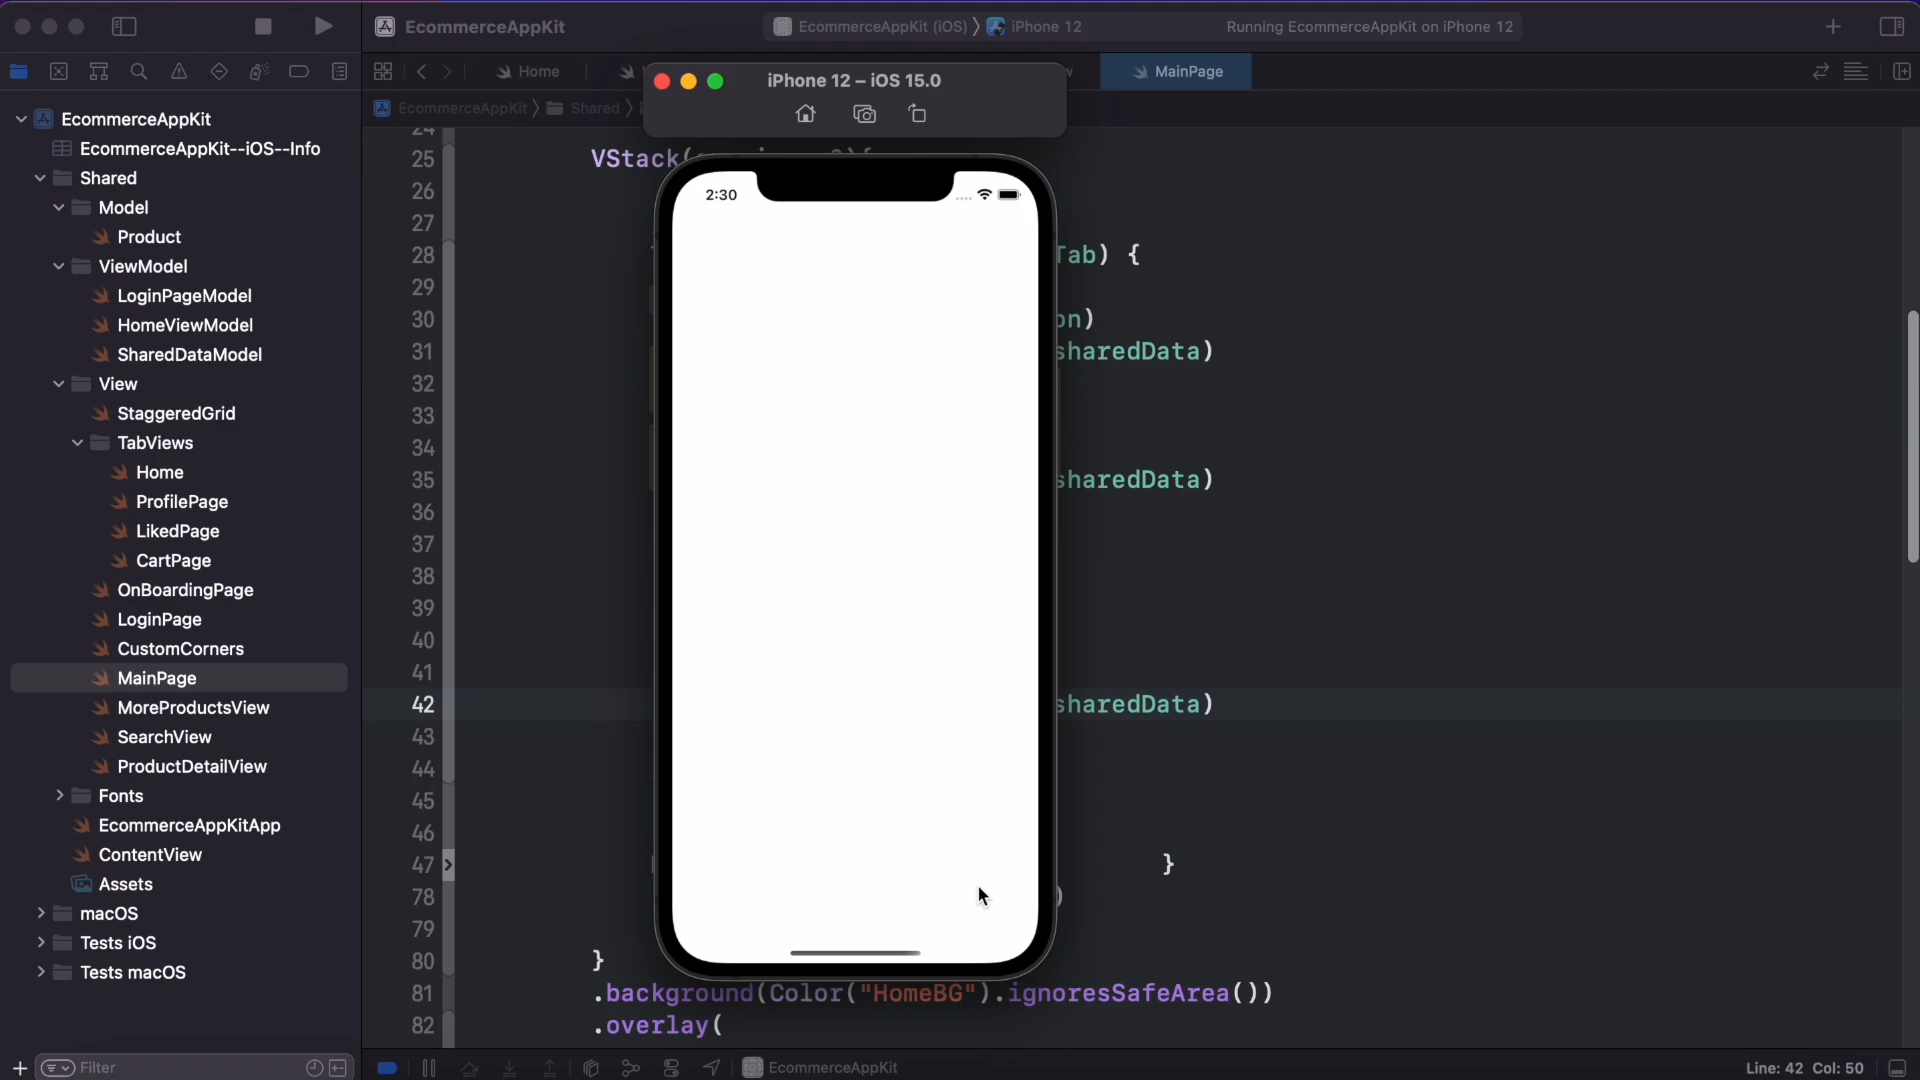 EcommerceAppKit
EcommerceAppKit (iOS) 〉 iPhone 12
Running EcommerceAppKit on iPhone 12
Home
MainPage
iPhone 12 – iOS 15.0
EcommerceAppKit 〉 Shared 〉
EcommerceAppKit
EcommerceAppKit--iOS--Info
Shared
Model
Product
ViewModel
LoginPageModel
HomeViewModel
SharedDataModel
View
StaggeredGrid
TabViews
Home
ProfilePage
LikedPage
CartPage
OnBoardingPage
LoginPage
CustomCorners
MainPage
MoreProductsView
SearchView
ProductDetailView
Fonts
EcommerceAppKitApp
ContentView
Assets
macOS
Tests iOS
Tests macOS
Filter
2:30
24
25 VStack(
26
27
28 Tab) {
29
30 on)
31 sharedData)
32
33
34
35 sharedData)
36
37
38
39
40
41
42 sharedData)
43
44
45
46
47 }
78 )
79
80 }
81 .background(Color("HomeBG").ignoresSafeArea())
82 .overlay(
EcommerceAppKit
Line: 42 Col: 50